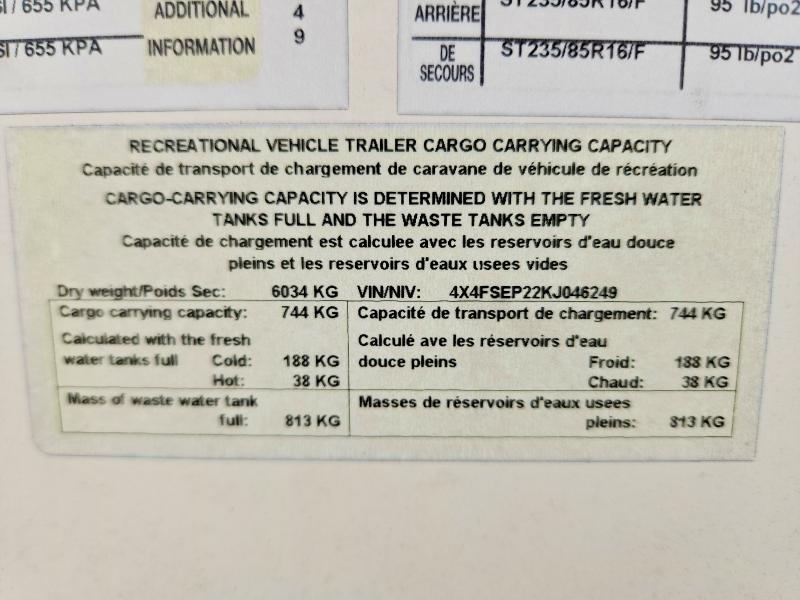 / 655 KPA ADDITIONAL 4
SI / 655 KPA INFORMATION 9
ARRIÈRE ST235/85R16/F 95 lb/po2
DE SECOURS ST235/85R16/F 95 lb/po2
RECREATIONAL VEHICLE TRAILER CARGO CARRYING CAPACITY
Capacité de transport de chargement de caravane de véhicule de récréation
CARGO-CARRYING CAPACITY IS DETERMINED WITH THE FRESH WATER
TANKS FULL AND THE WASTE TANKS EMPTY
Capacité de chargement est calculee avec les reservoirs d'eau douce
pleins et les reservoirs d'eaux usees vides
Dry weight/Poids Sec: 6034 KG VIN/NIV: 4X4FSEP22KJ046249
Cargo carrying capacity: 744 KG Capacité de transport de chargement: 744 KG
Calculated with the fresh Calculé ave les réservoirs d'eau
water tanks full Cold: 188 KG douce pleins Froid: 188 KG
Hot: 38 KG Chaud: 38 KG
Mass of waste water tank Masses de réservoirs d'eaux usees
full: 813 KG pleins: 813 KG